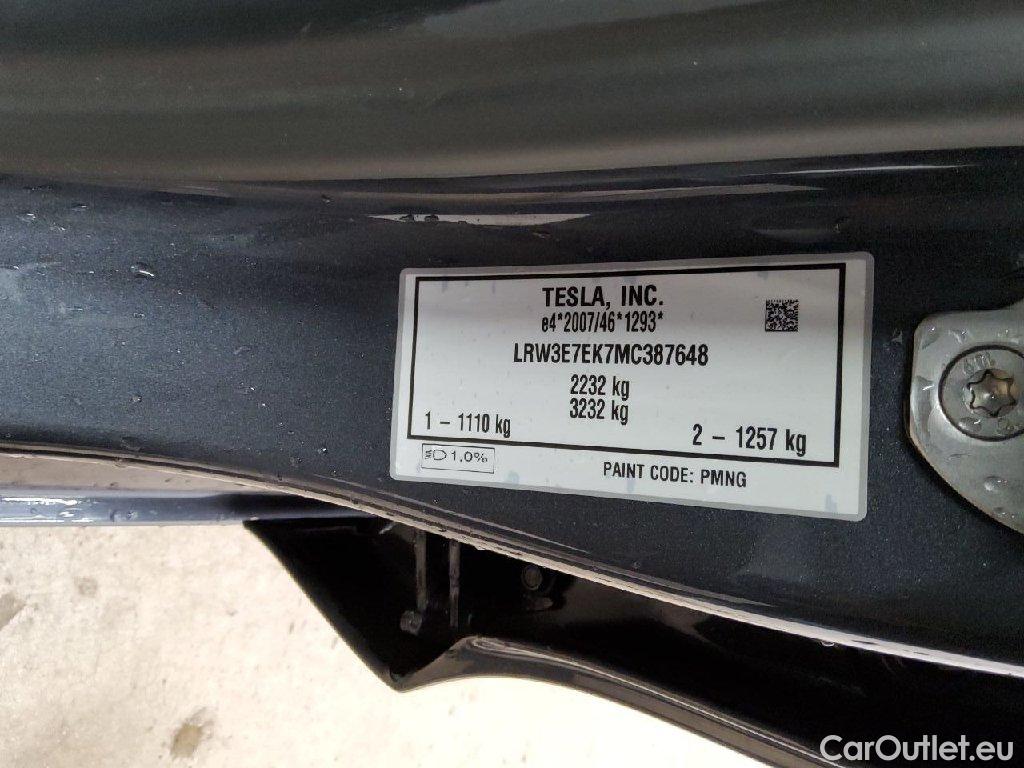 TESLA, INC.
e4*2007/46*1293*
LRW3E7EK7MC387648
2232 kg
3232 kg
1 - 1110 kg
2 - 1257 kg
1,0%
PAINT CODE: PMNG
CarOutlet.eu